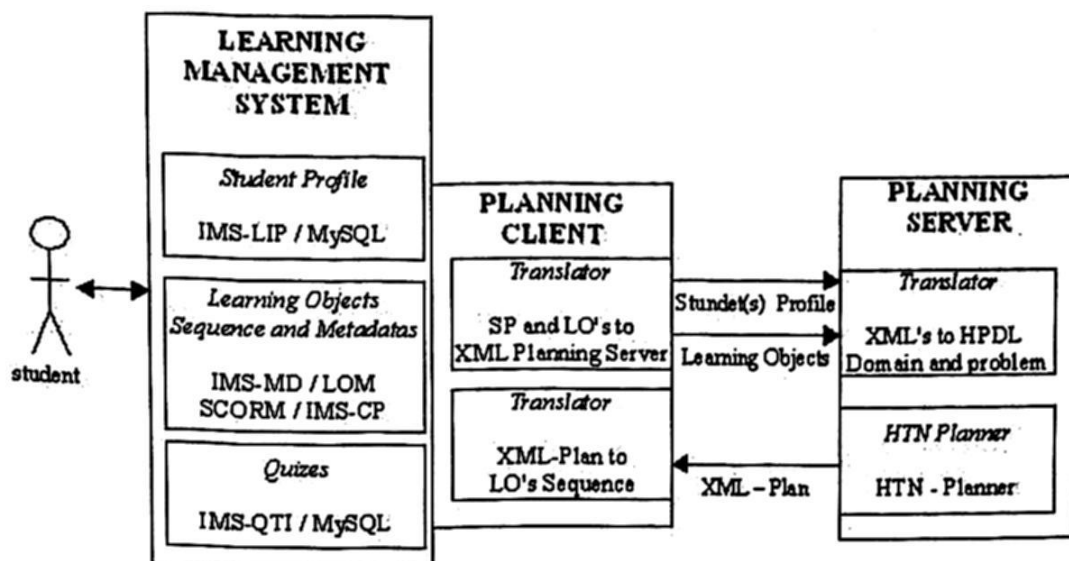 LEARNING
MANAGEMENT
SYSTEM
Student Profile
IMS-LIP / MySQL
Learning Objects
Sequence and Metadatas
IMS-MD / LOM
SCORM / IMS-CP
Quizes
IMS-QTI / MySQL
student
PLANNING
CLIENT
Translator
SP and LO's to
XML Planning Server
Translator
XML-Plan to
LO's Sequence
Stundet(s) Profile
Learning Objects
XML - Plan
PLANNING
SERVER
Translator
XML's to HPDL
Domain and problem
HTN Planner
HTN - Planner